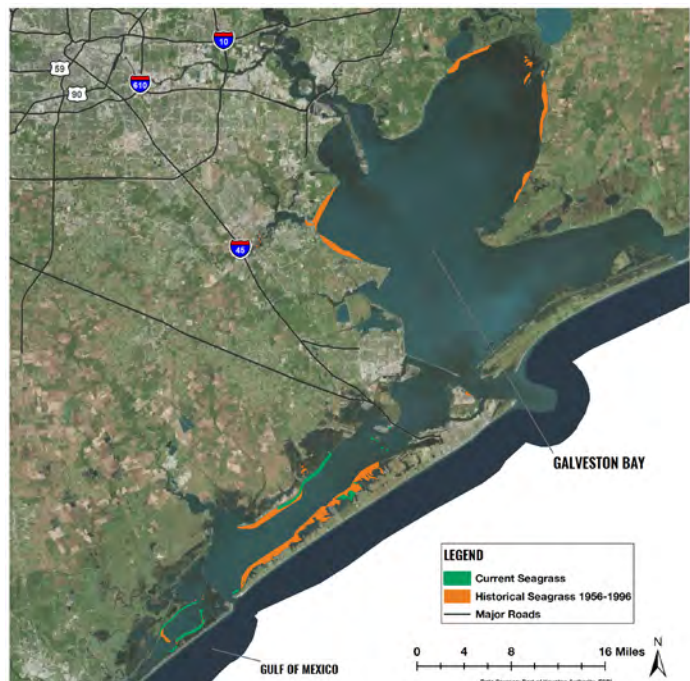 10
59
610
90
45
GALVESTON BAY
LEGEND
Current Seagrass
Historical Seagrass 1956-1996
Major Roads
0 4 8 16 Miles
N
GULF OF MEXICO